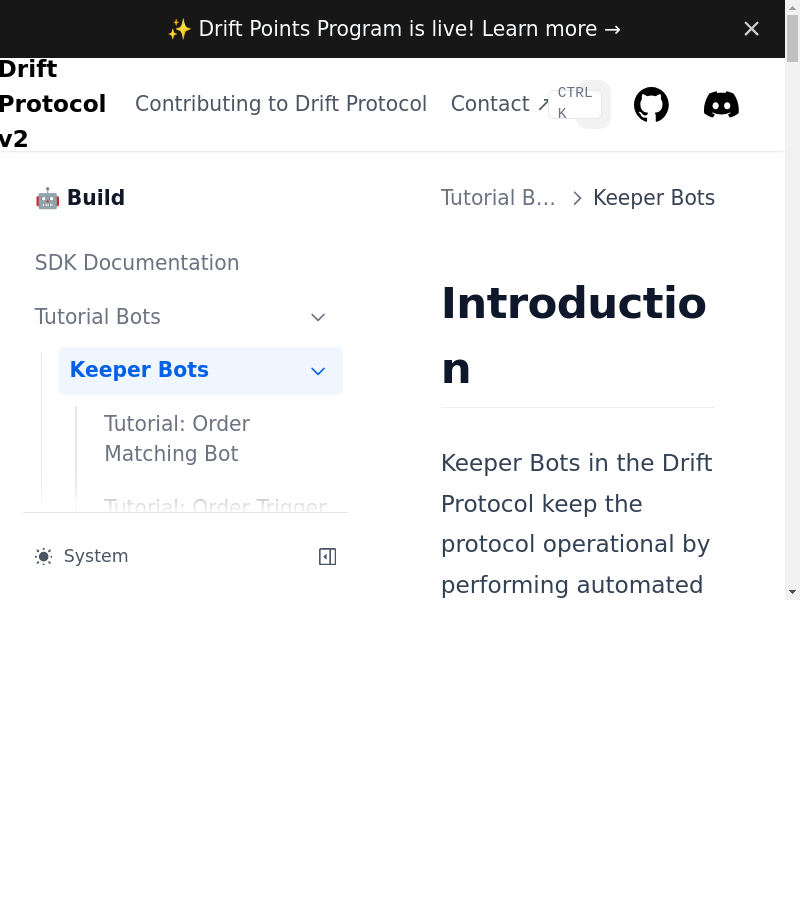 ✨ Drift Points Program is live! Learn more →
Drift
Protocol
v2
Contributing to Drift Protocol
Contact ↗
CTRL
K
🤖 Build
SDK Documentation
Tutorial Bots
Keeper Bots
Tutorial: Order
Matching Bot
Tutorial: Order Trigger
System
Tutorial B… > Keeper Bots
Introductio
n
Keeper Bots in the Drift
Protocol keep the
protocol operational by
performing automated